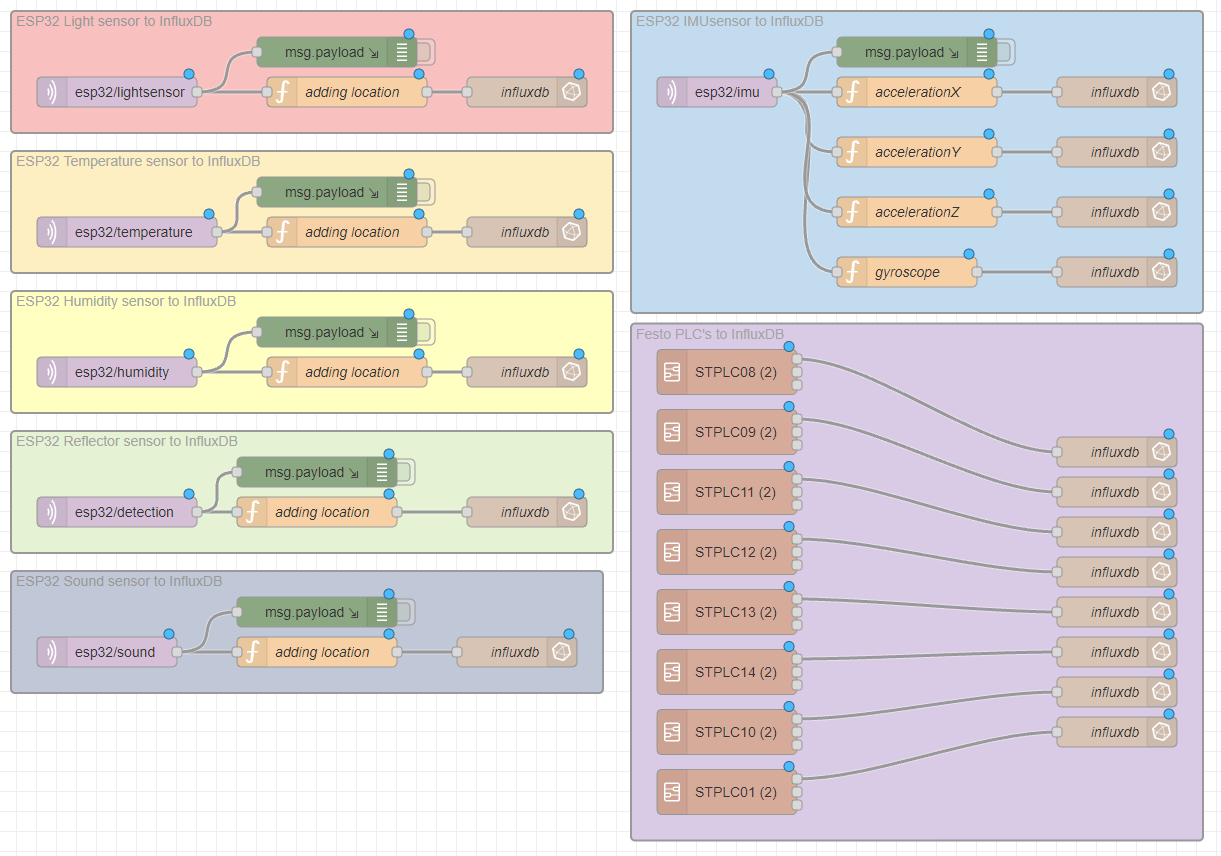 ESP32 Light sensor to InfluxDB
msg.payload
esp32/lightsensor
adding location
influxdb
ESP32 Temperature sensor to InfluxDB
msg.payload
esp32/temperature
adding location
influxdb
ESP32 Humidity sensor to InfluxDB
msg.payload
esp32/humidity
adding location
influxdb
ESP32 Reflector sensor to InfluxDB
msg.payload
esp32/detection
adding location
influxdb
ESP32 Sound sensor to InfluxDB
msg.payload
esp32/sound
adding location
influxdb
ESP32 IMUsensor to InfluxDB
msg.payload
esp32/imu
accelerationX
influxdb
accelerationY
influxdb
accelerationZ
influxdb
gyroscope
influxdb
Festo PLC's to InfluxDB
STPLC08 (2)
STPLC09 (2)
influxdb
STPLC11 (2)
influxdb
influxdb
STPLC12 (2)
influxdb
STPLC13 (2)
influxdb
STPLC14 (2)
influxdb
influxdb
STPLC10 (2)
influxdb
STPLC01 (2)